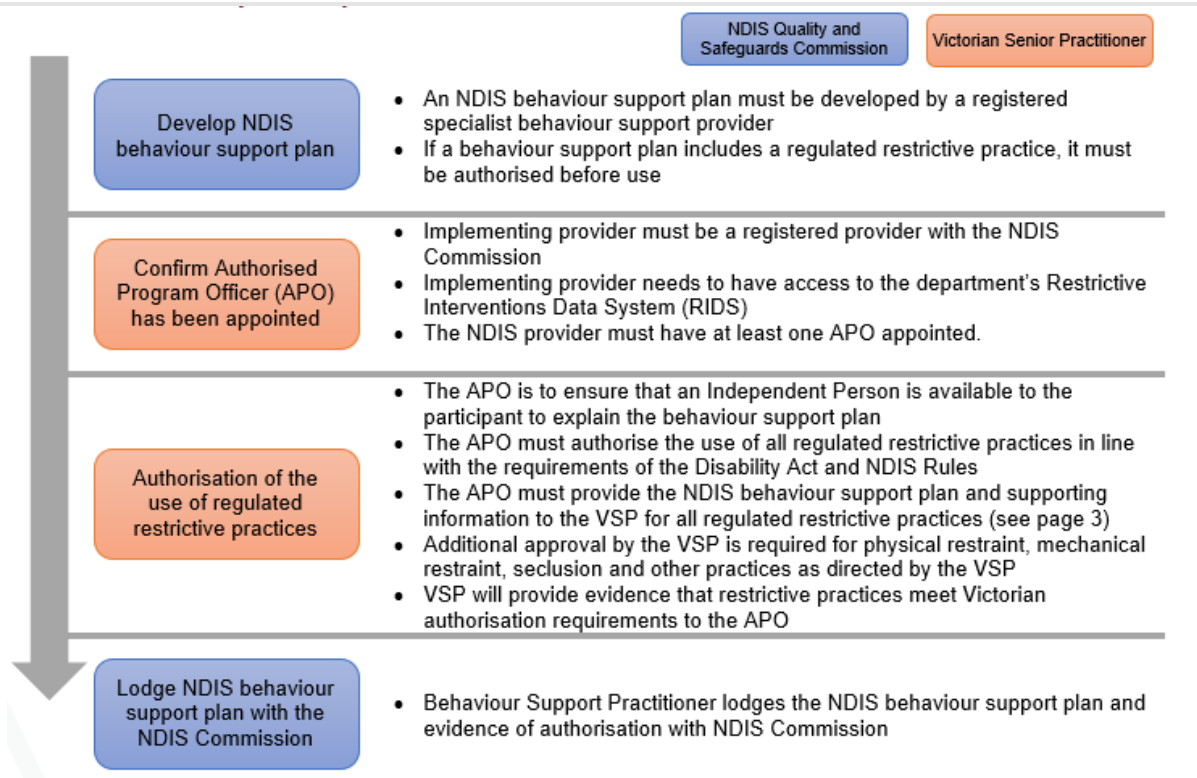 NDIS Quality and
Safeguards Commission
Victorian Senior Practitioner
Develop NDIS
behaviour support plan
• An NDIS behaviour support plan must be developed by a registered
specialist behaviour support provider
• If a behaviour support plan includes a regulated restrictive practice, it must
be authorised before use
Confirm Authorised
Program Officer (APO)
has been appointed
• Implementing provider must be a registered provider with the NDIS
Commission
• Implementing provider needs to have access to the department's Restrictive
Interventions Data System (RIDS)
• The NDIS provider must have at least one APO appointed.
Authorisation of the
use of regulated
restrictive practices
• The APO is to ensure that an Independent Person is available to the
participant to explain the behaviour support plan
• The APO must authorise the use of all regulated restrictive practices in line
with the requirements of the Disability Act and NDIS Rules
• The APO must provide the NDIS behaviour support plan and supporting
information to the VSP for all regulated restrictive practices (see page 3)
• Additional approval by the VSP is required for physical restraint, mechanical
restraint, seclusion and other practices as directed by the VSP
• VSP will provide evidence that restrictive practices meet Victorian
authorisation requirements to the APO
Lodge NDIS behaviour
support plan with the
NDIS Commission
• Behaviour Support Practitioner lodges the NDIS behaviour support plan and
evidence of authorisation with NDIS Commission